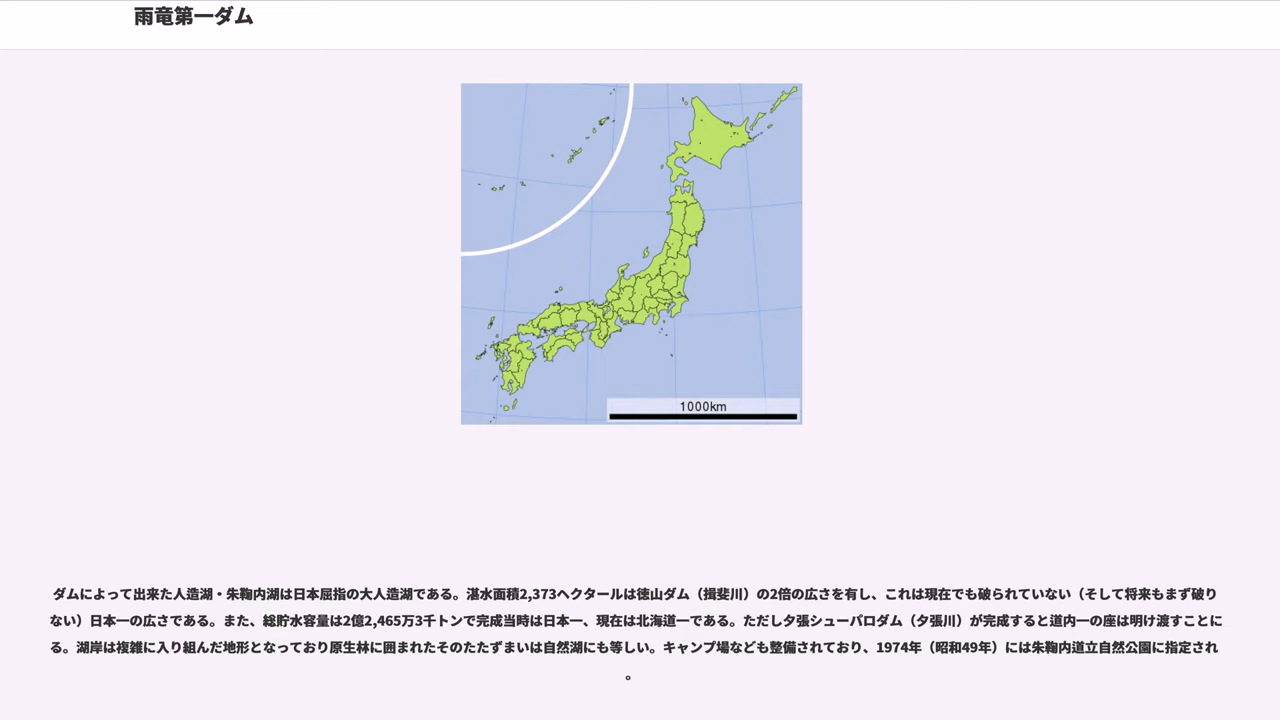 雨竜第一ダム
1000km
ダムによって出来た人造湖・朱鞠内湖は日本屈指の大人造湖である。湛水面積2,373ヘクタールは徳山ダム（揖斐川）の2倍の広さを有し、これは現在でも破られていない（そして将来もまず破り
ない）日本一の広さである。また、総貯水容量は2億2,465万3千トンで完成当時は日本一、現在は北海道一である。ただし夕張シューパロダム（夕張川）が完成すると道内一の座は明け渡すことに
る。湖岸は複雑に入り組んだ地形となっており原生林に囲まれたそのたたずまいは自然湖にも等しい。キャンプ場なども整備されており、1974年（昭和49年）には朱鞠内道立自然公園に指定され
。